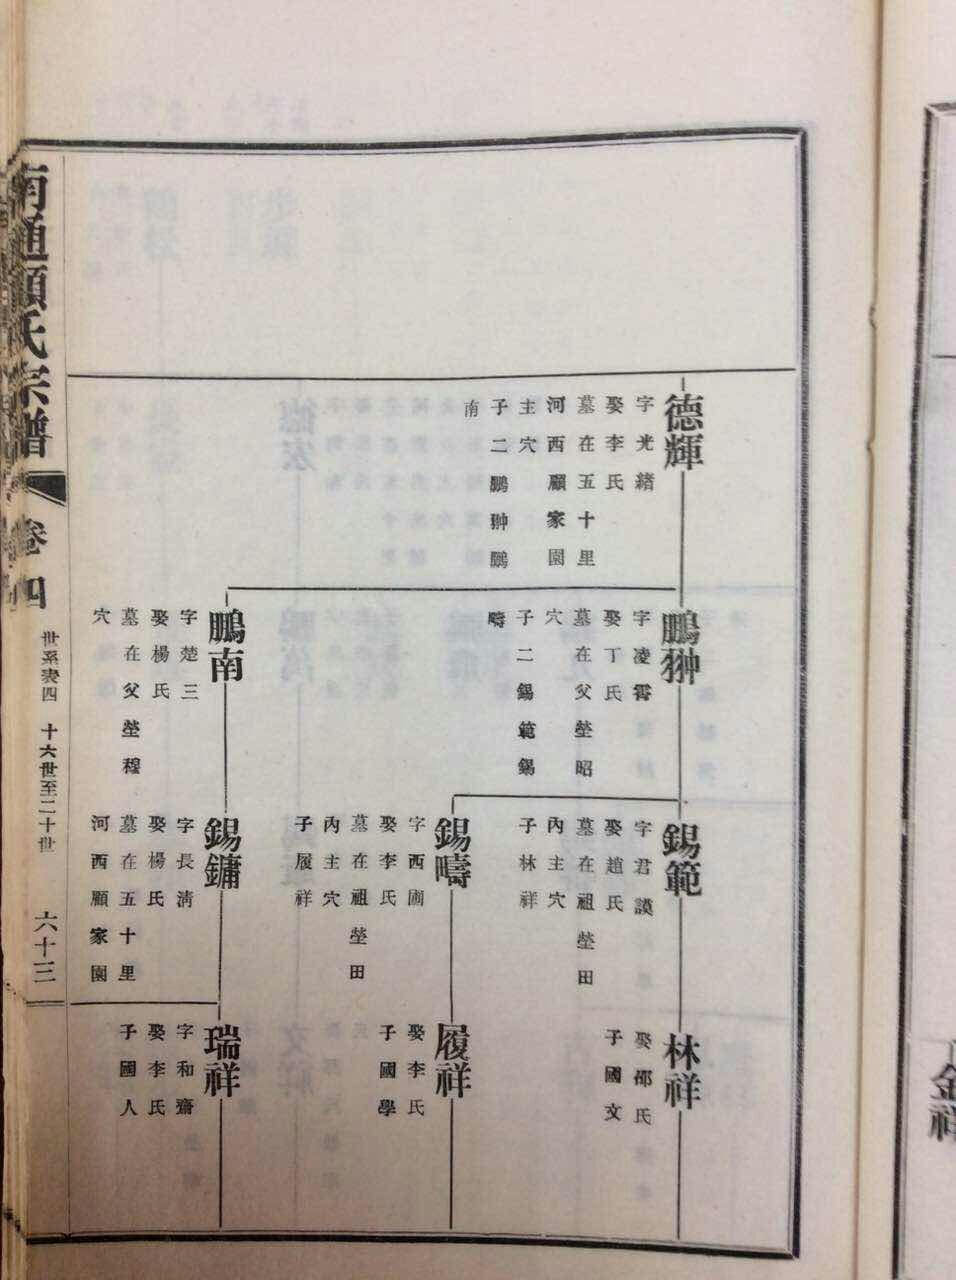 德輝
字光緒
娶李氏
墓在五十里
河西顧家園
主穴
子二鵬翀鵬
南
鵬翀
字凌霄
娶丁氏
墓在父塋昭
穴
子二錫範錫
疇
鵬南
字楚三
娶楊氏
墓在父塋穆
穴
錫範
字君謨
娶趙氏
墓在祖塋田
內主穴
子林祥
錫疇
字西圃
娶李氏
墓在祖塋田
內主穴
子履祥
錫鏞
字長清
娶楊氏
墓在五十里
河西顧家園
林祥
娶邵氏
子國文
履祥
娶李氏
子國學
瑞祥
字和齋
娶李氏
子國人
南通顧氏宗譜
卷四
世系表四 十六世至二十世
六十三
金祥